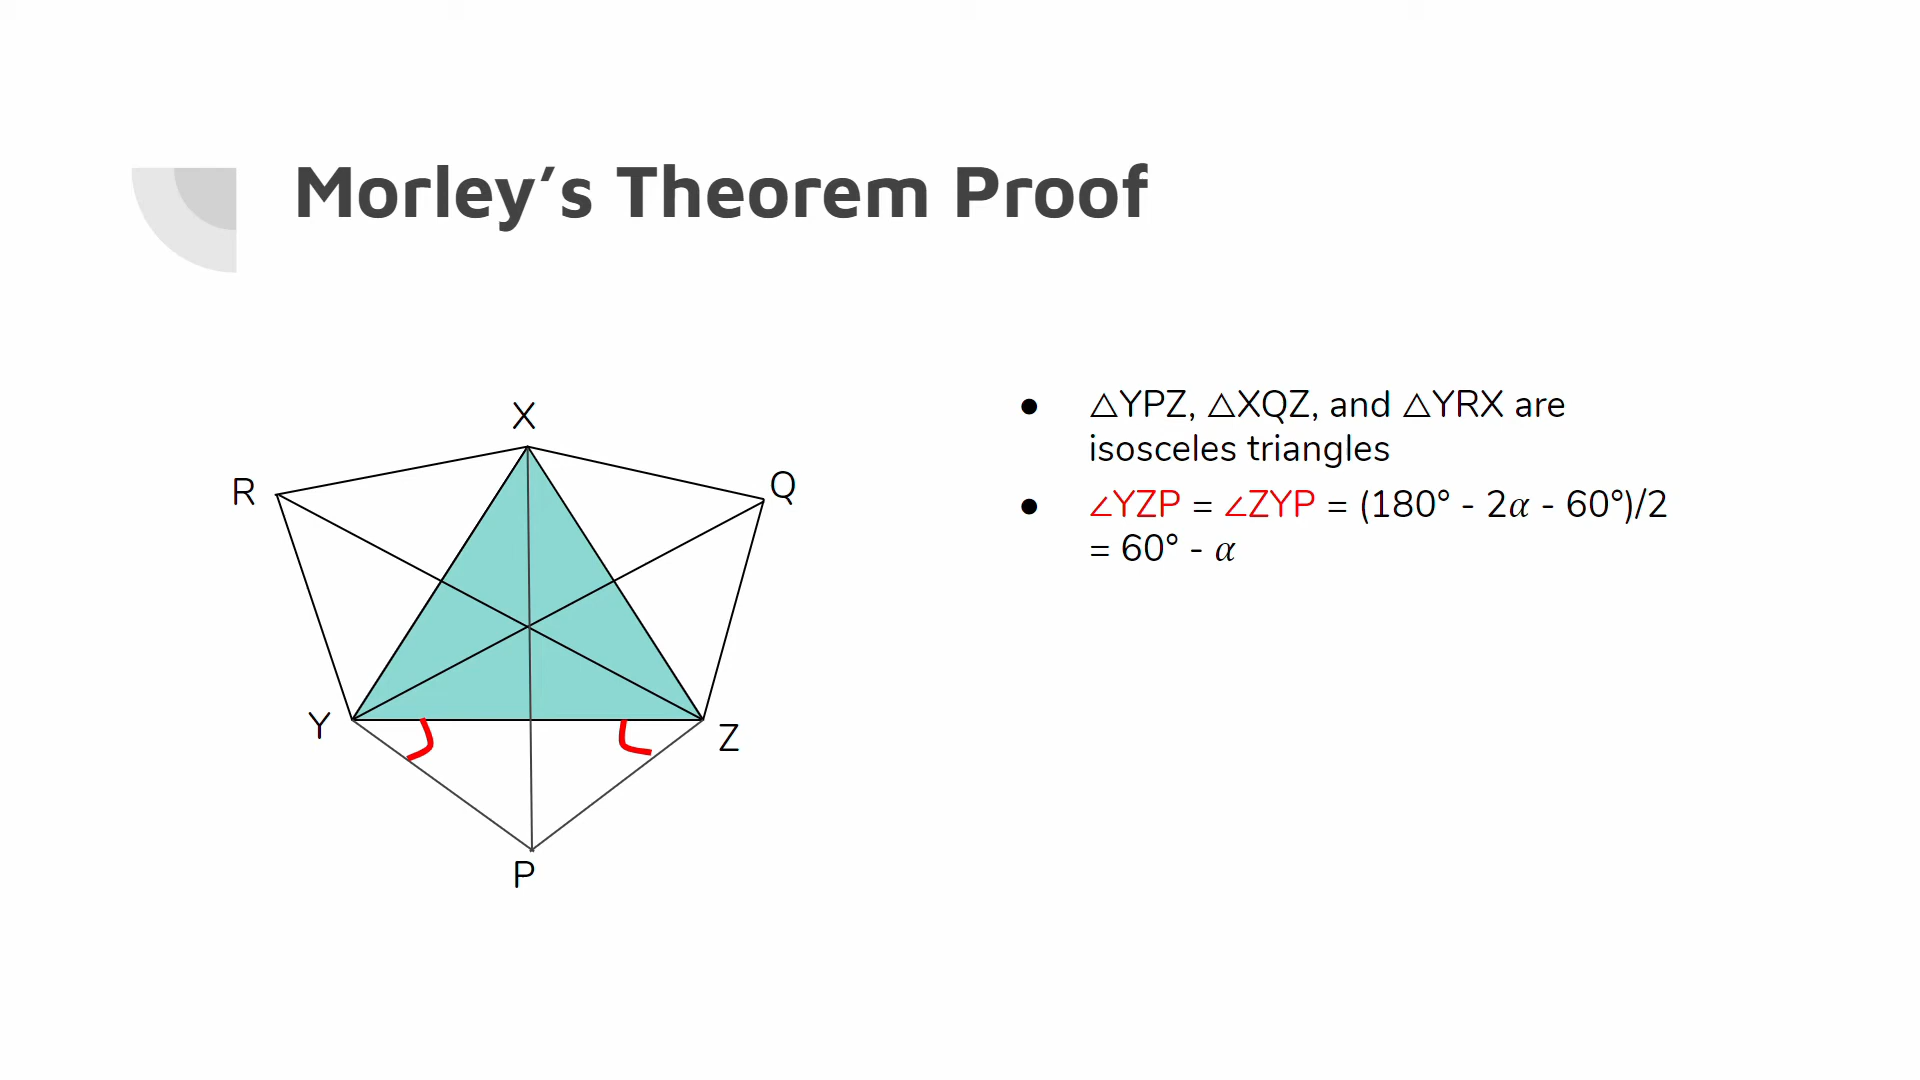 Morley’s Theorem Proof
X
R
Q
Y
Z
P
● △YPZ, △XQZ, and △YRX are
isosceles triangles
● ∠YZP = ∠ZYP = (180° - 2𝛼 - 60°)/2
= 60° - 𝛼